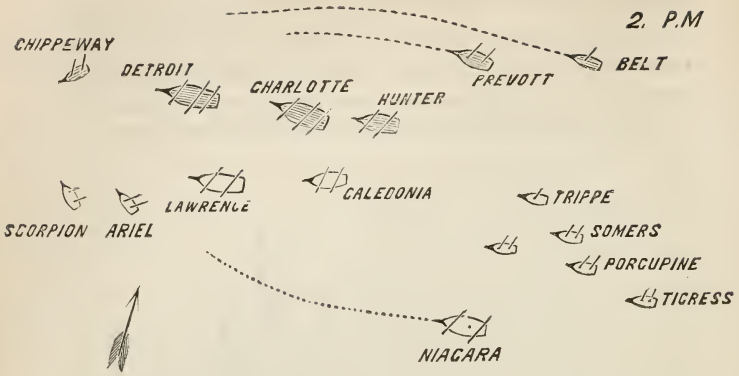 2. P.M
CHIPPEWAY
BELT
DETROIT
PREVOTT
CHARLOTTE
HUNTER
LAWRENCE
CALEDONIA
TRIPPE
SCORPION ARIEL
SOMERS
PORCUPINE
TIGRESS
NIAGARA